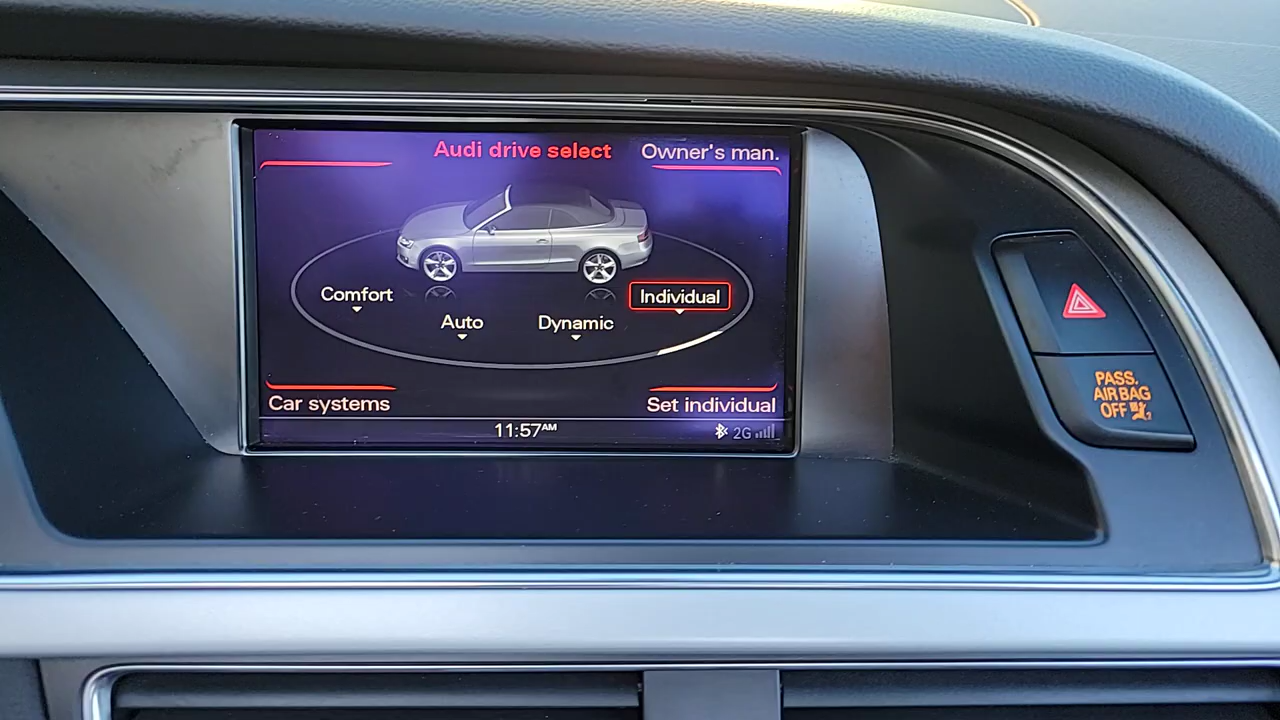 Audi drive select
Owner's man.
Comfort
Individual
Auto
Dynamic
Car systems
Set individual
11:57AM
2G
PASS.
AIR BAG
OFF 2